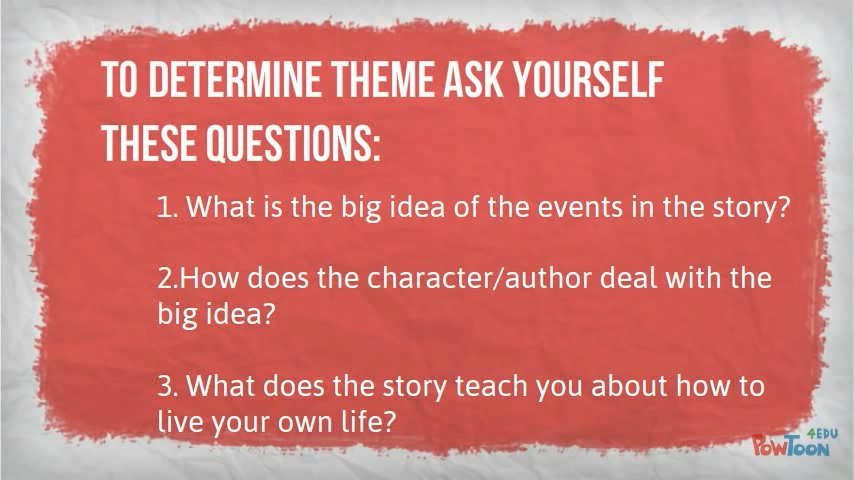 TO DETERMINE THEME ASK YOURSELF
THESE QUESTIONS:
1. What is the big idea of the events in the story?
2.How does the character/author deal with the
big idea?
3. What does the story teach you about how to
live your own life?
4EDU
POWTOON